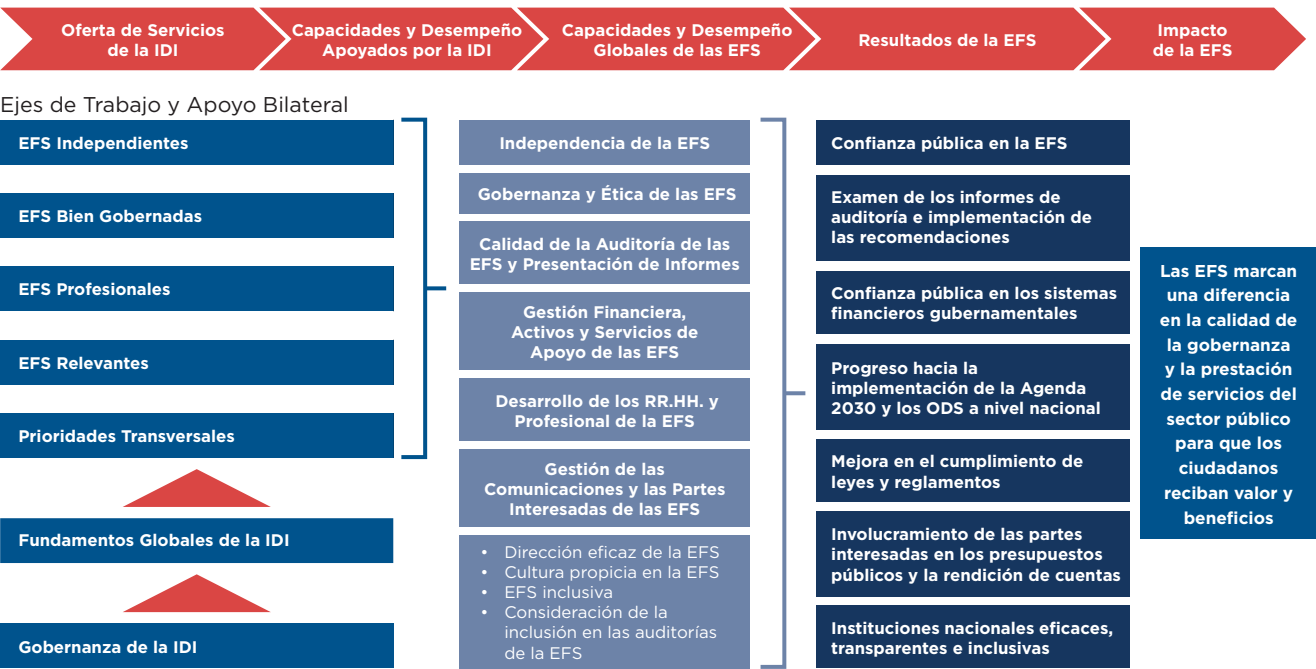 Oferta de Servicios
de la IDI
Capacidades y Desempeño
Apoyados por la IDI
Capacidades y Desempeño
Globales de las EFS
Resultados de la EFS
Impacto
de la EFS
Ejes de Trabajo y Apoyo Bilateral
EFS Independientes
EFS Bien Gobernadas
EFS Profesionales
EFS Relevantes
Prioridades Transversales
Fundamentos Globales de la IDI
Gobernanza de la IDI
Independencia de la EFS
Gobernanza y Ética de las EFS
Calidad de la Auditoría de las
EFS y Presentación de Informes
Gestión Financiera,
Activos y Servicios de
Apoyo de las EFS
Desarrollo de los RR.HH. y
Profesional de la EFS
Gestión de las
Comunicaciones y las Partes
Interesadas de las EFS
• Dirección eficaz de la EFS
• Cultura propicia en la EFS
• EFS inclusiva
• Consideración de la
inclusión en las auditorías
de la EFS
Confianza pública en la EFS
Examen de los informes de
auditoría e implementación de
las recomendaciones
Confianza pública en los sistemas
financieros gubernamentales
Progreso hacia la
implementación de la Agenda
2030 y los ODS a nivel nacional
Mejora en el cumplimiento de
leyes y reglamentos
Involucramiento de las partes
interesadas en los presupuestos
públicos y la rendición de cuentas
Instituciones nacionales eficaces,
transparentes e inclusivas
Las EFS marcan
una diferencia
en la calidad de
la gobernanza
y la prestación
de servicios del
sector público
para que los
ciudadanos
reciban valor y
beneficios